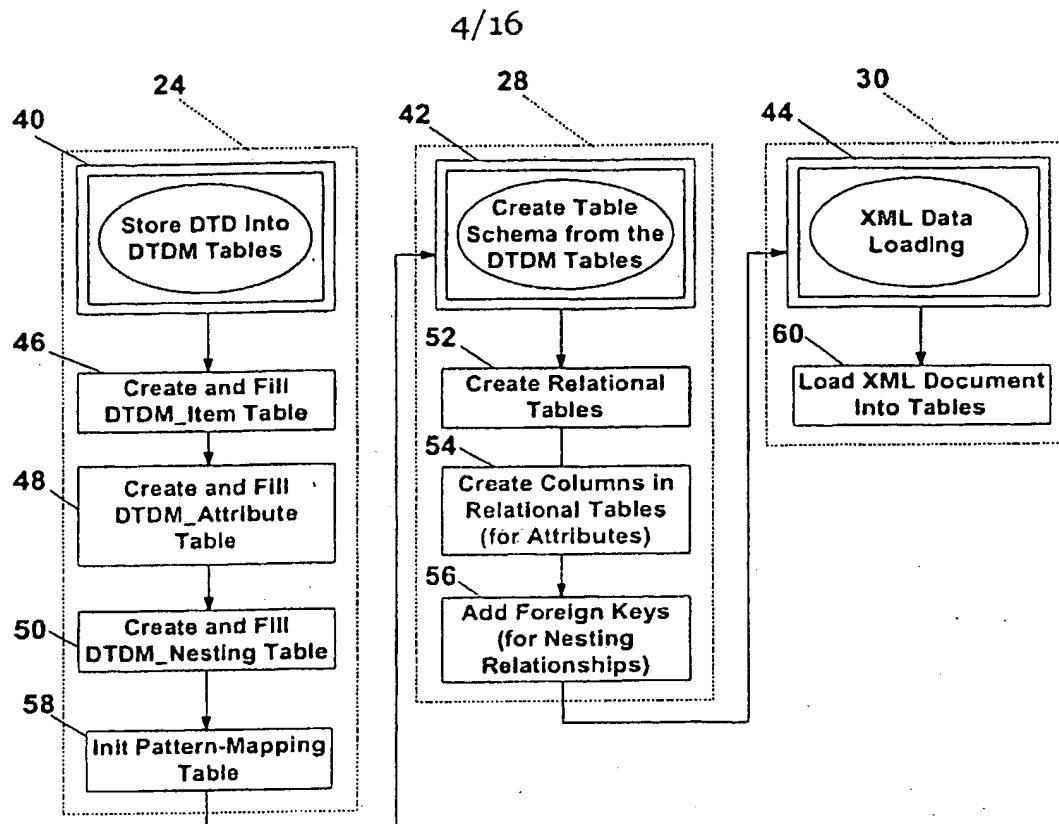 4/16
24
40
Store DTD Into
DTDM Tables
46
Create and Fill
DTDM_Item Table
48
Create and Fill
DTDM_Attribute
Table
50
Create and Fill
DTDM_Nesting Table
58
Init Pattern-Mapping
Table
28
42
Create Table
Schema from the
DTDM Tables
52
Create Relational
Tables
54
Create Columns in
Relational Tables
(for Attributes)
56
Add Foreign Keys
(for Nesting
Relationships)
30
44
XML Data
Loading
60
Load XML Document
Into Tables